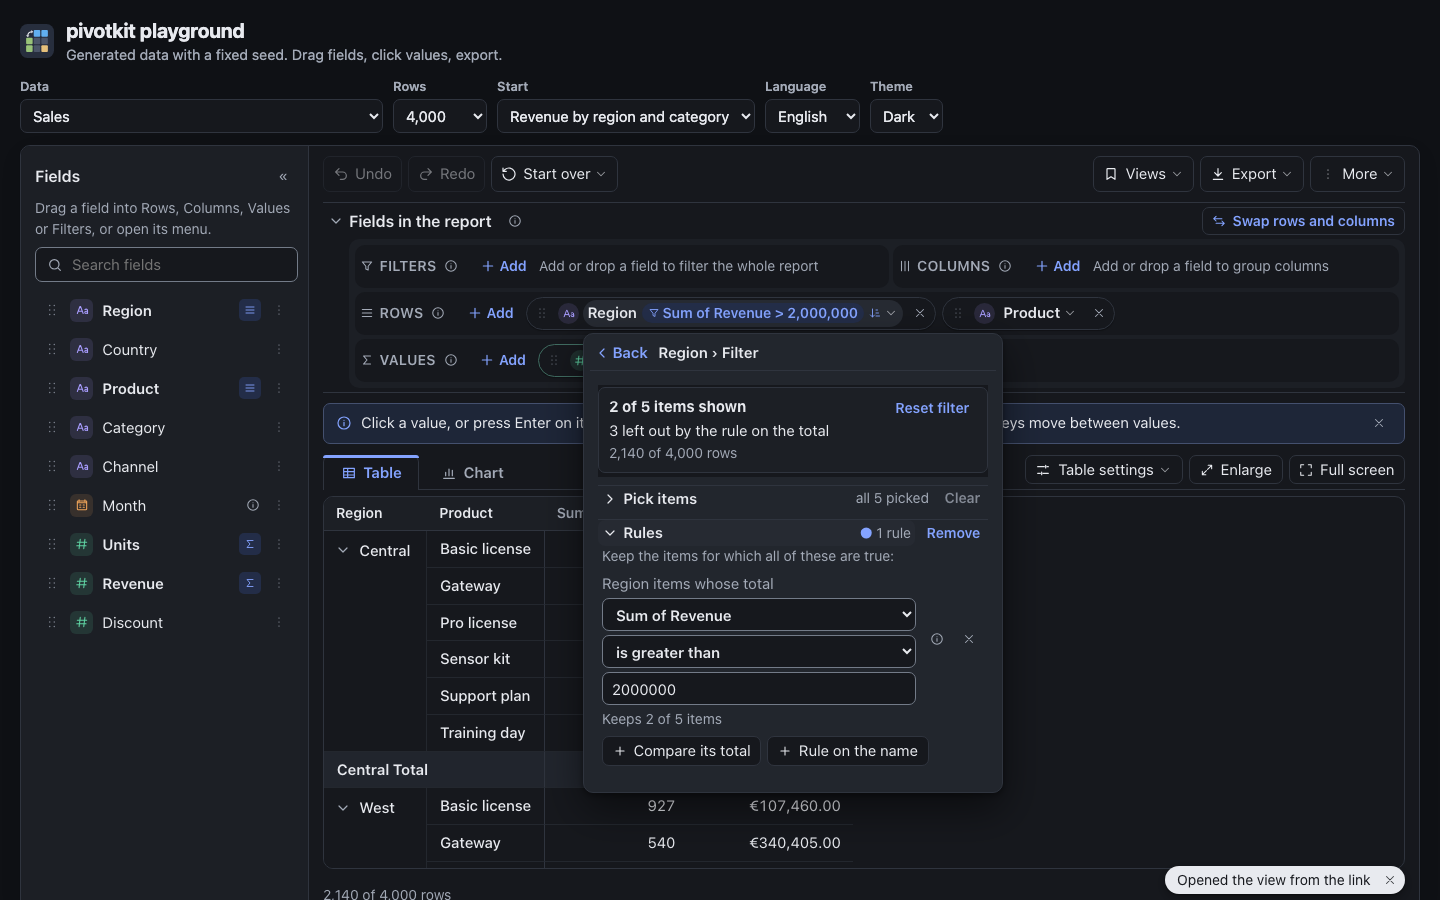 pivotkit playground
Generated data with a fixed seed. Drag fields, click values, export.
Data
Rows
Start
Language
Theme
Sales
4,000
Revenue by region and category
English
Dark
Fields
«
Drag a field into Rows, Columns, Values
or Filters, or open its menu.
Search fields
Aa Region
Aa Country
Aa Product
Aa Category
Aa Channel
Month
# Units Σ
# Revenue Σ
# Discount
Undo
Redo
Start over
Views
Export
More
Fields in the report
Swap rows and columns
FILTERS
+ Add
Add or drop a field to filter the whole report
COLUMNS
+ Add
Add or drop a field to group columns
ROWS
+ Add
Aa Region Sum of Revenue > 2,000,000
Aa Product
Σ VALUES
+ Add
#
Back Region › Filter
2 of 5 items shown
Reset filter
3 left out by the rule on the total
2,140 of 4,000 rows
Pick items
all 5 picked
Clear
Rules
1 rule
Remove
Keep the items for which all of these are true:
Region items whose total
Sum of Revenue
is greater than
2000000
Keeps 2 of 5 items
+ Compare its total
+ Rule on the name
Click a value, or press Enter on it
eys move between values.
Table
Chart
Table settings
Enlarge
Full screen
Region
Product
Sum
Central
Basic license
Gateway
Pro license
Sensor kit
Support plan
Training day
Central Total
West
Basic license
927
€107,460.00
Gateway
540
€340,405.00
2,140 of 4,000 rows
Opened the view from the link